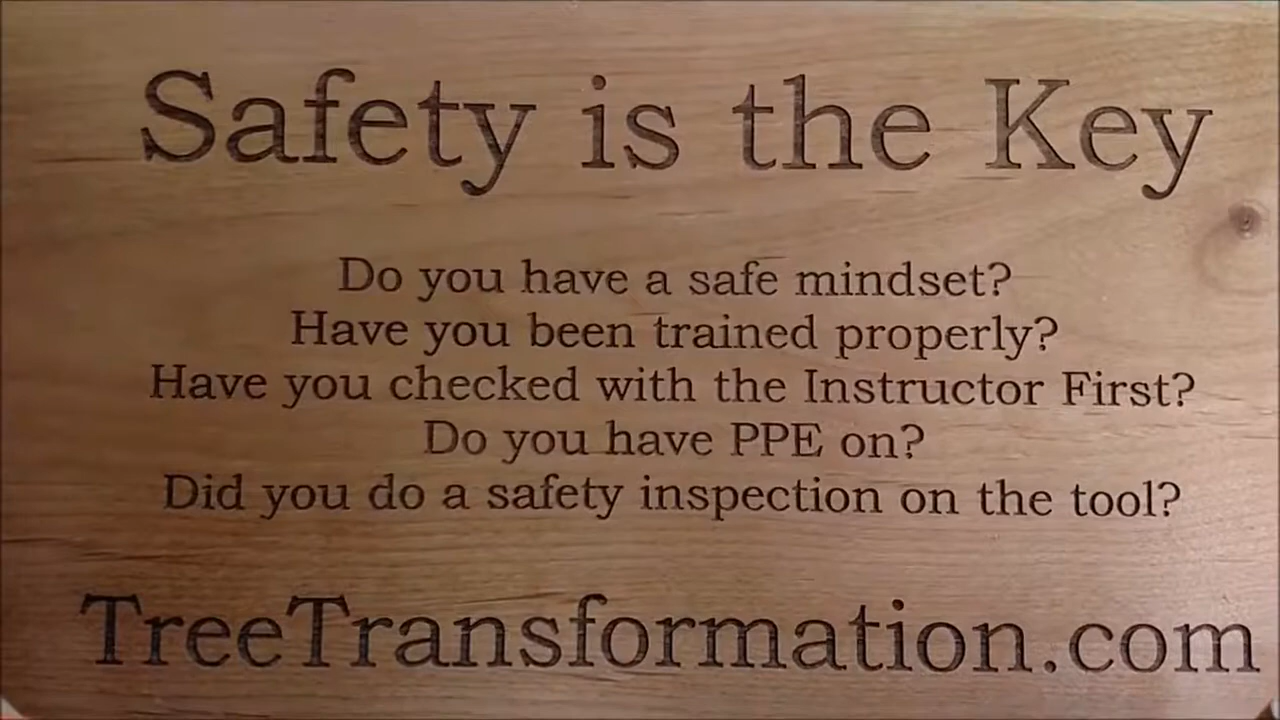 Safety is the Key
Do you have a safe mindset?
Have you been trained properly?
Have you checked with the Instructor First?
Do you have PPE on?
Did you do a safety inspection on the tool?
TreeTransformation.com